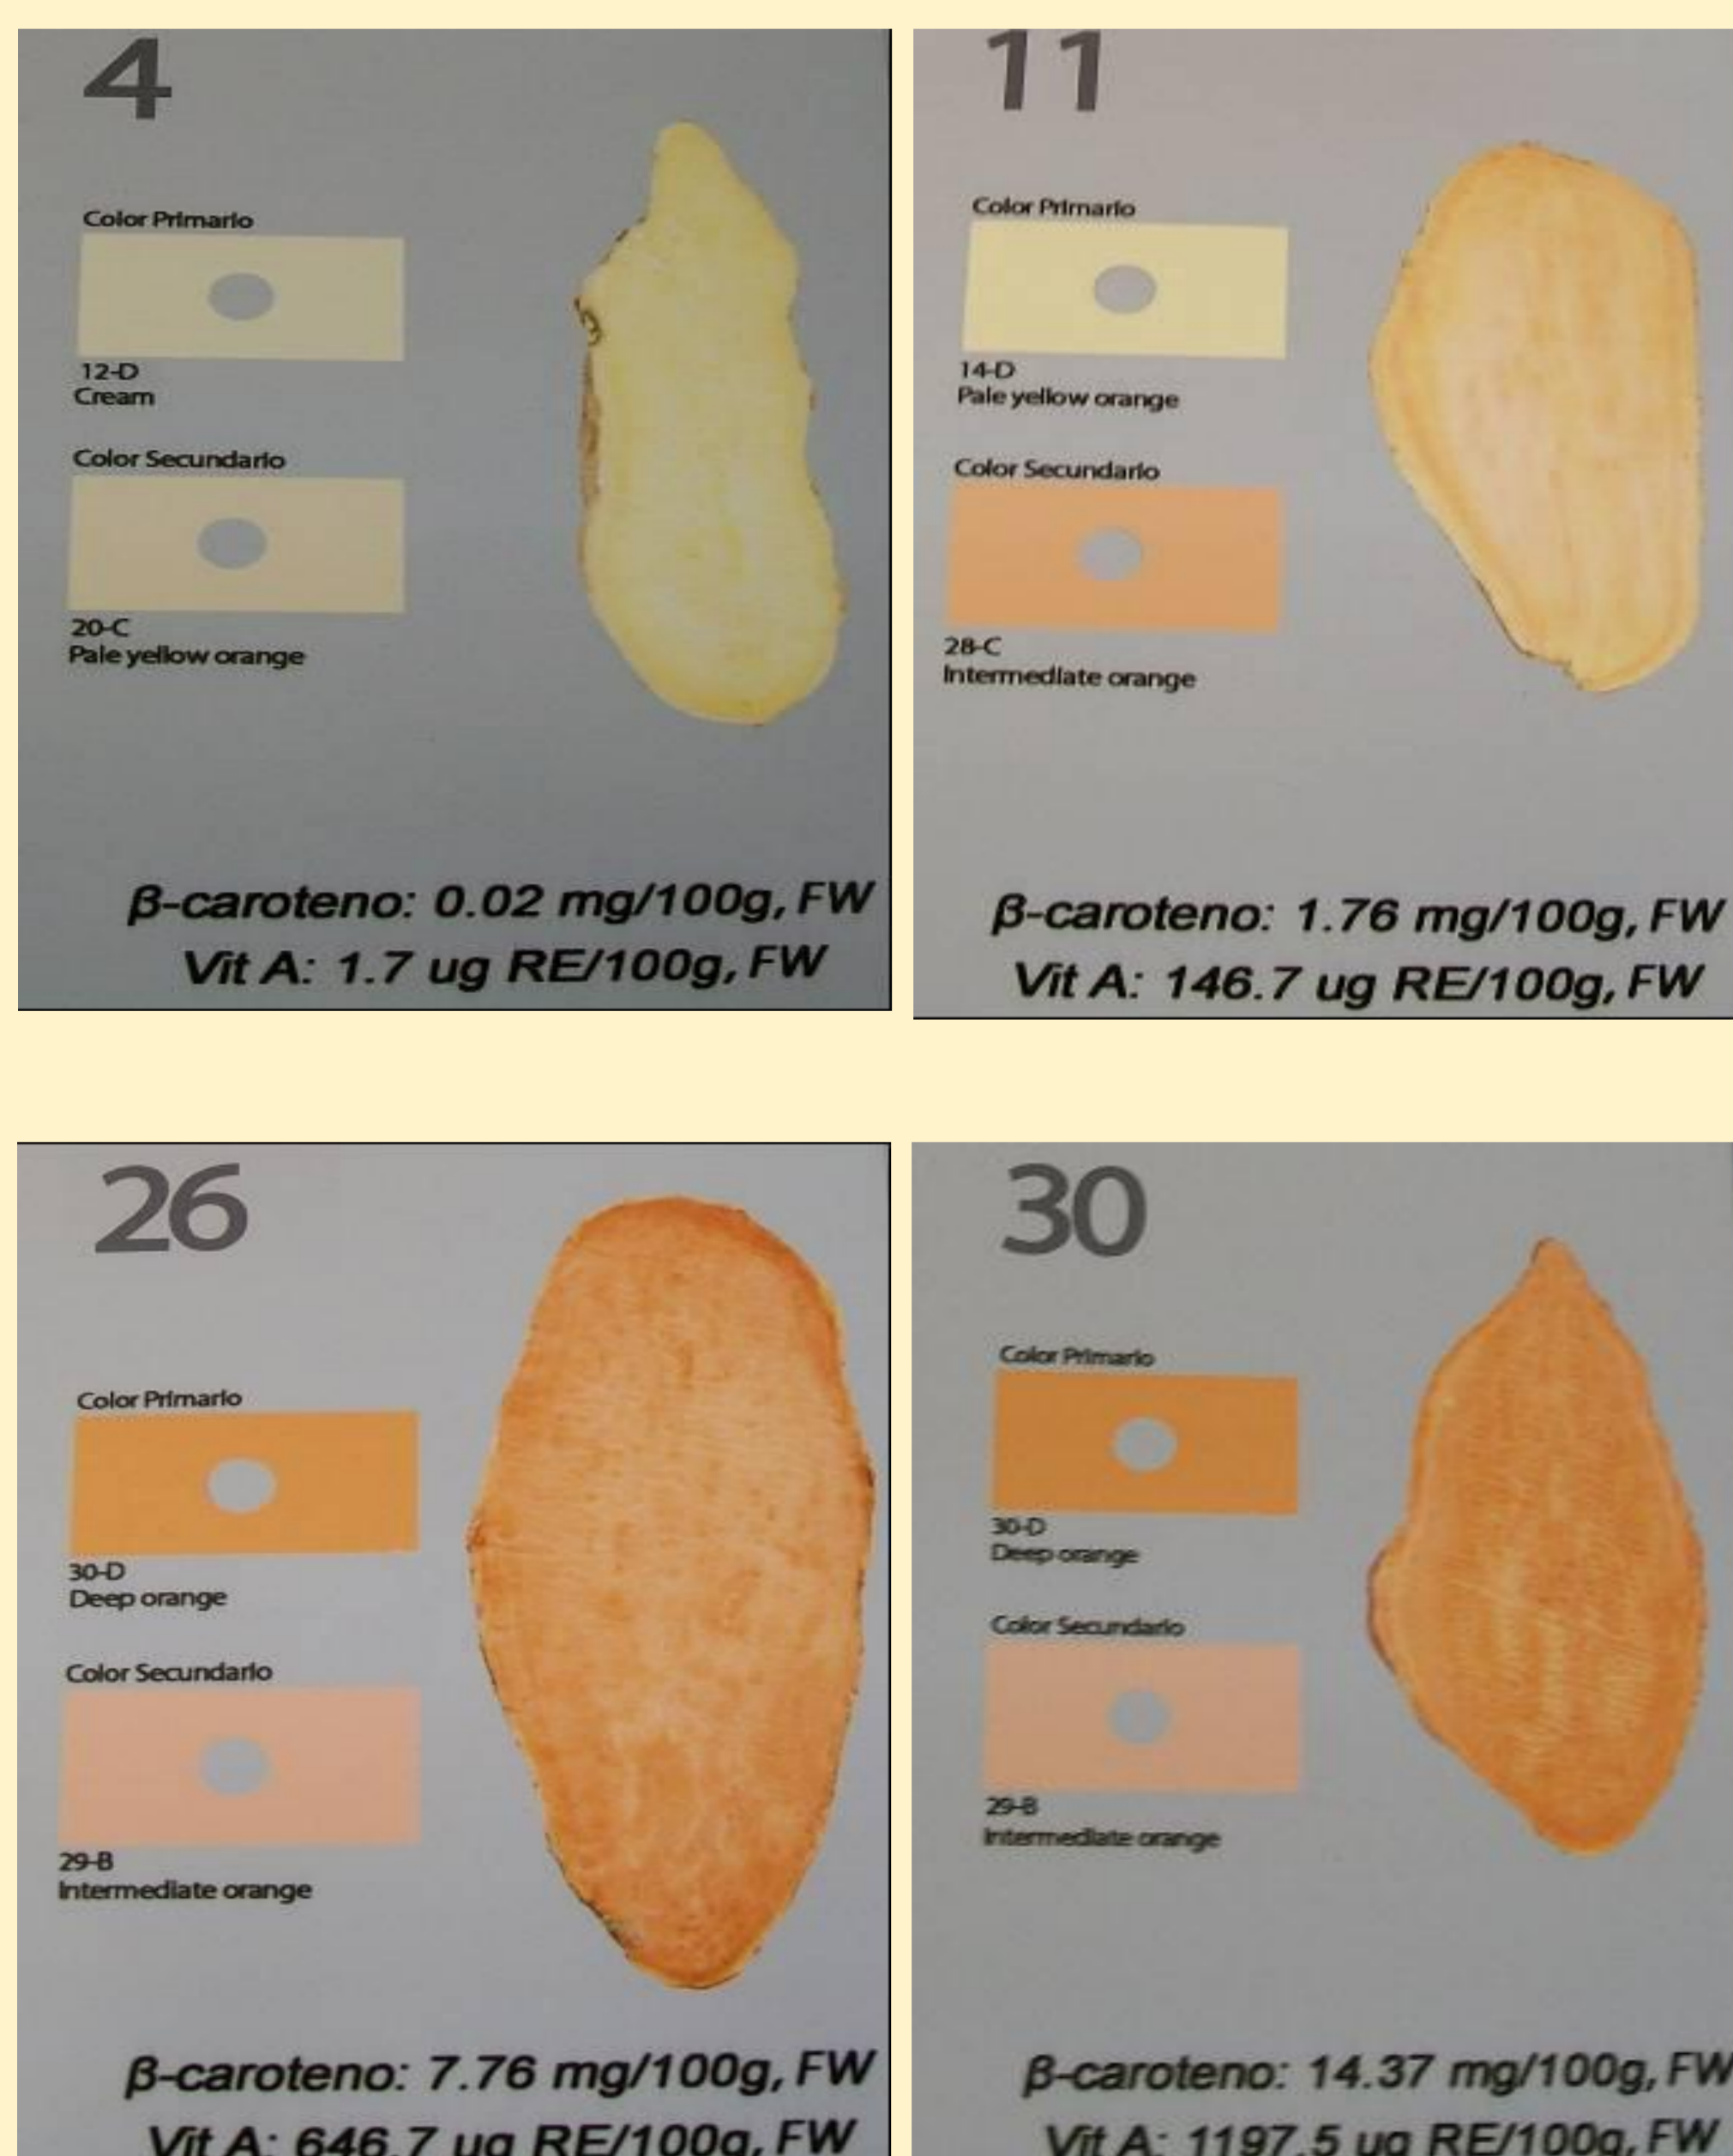 4
Color Primario
12-D
Cream
Color Secundario
20-C
Pale yellow orange
β-caroteno: 0.02 mg/100g, FW
Vit A: 1.7 ug RE/100g, FW
11
Color Primario
14-D
Pale yellow orange
Color Secundario
28-C
Intermediate orange
β-caroteno: 1.76 mg/100g, FW
Vit A: 146.7 ug RE/100g, FW
26
Color Primario
30-D
Deep orange
Color Secundario
29-B
Intermediate orange
β-caroteno: 7.76 mg/100g, FW
Vit A: 646.7 ug RE/100g, FW
30
Color Primario
30-D
Deep orange
Color Secundario
29-B
Intermediate orange
β-caroteno: 14.37 mg/100g, FW
Vit A: 1197.5 ug RE/100g, FW